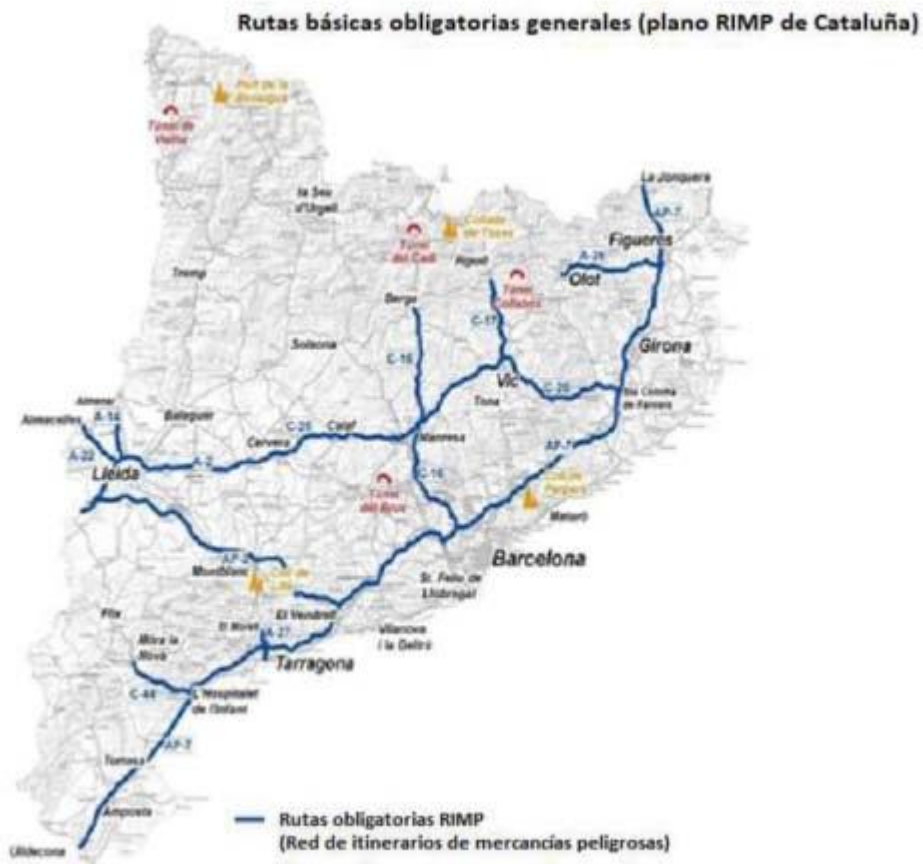 Rutas básicas obligatorias generales (plano RIMP de Cataluña)
Port de la
Bonaigua
Túnel de
Vielha
La Jonquera
la Seu
d'Urgell
AP-7
Collada
de Toses
Túnel
del Cadí
Figueres
Ripoll
A-26
Olot
Túnel
Collabós
Tremp
Berga
C-17
Solsona
Girona
C-16
Vic
C-25
Sta Coloma
de Farners
Tona
Almenar
Almacelles
A-14
Balaguer
C-25
Calaf
Cervera
Manresa
AP-7
A-22
A-2
Lleida
C-16
Túnel
del Bruc
Mataró
Barcelona
AP-2
Montblanc
Coll de
St. Feliu de
Llobregat
Flix
El Vendrell
El Morell
A-27
Vilanova
i la Geltrú
Móra la
Nova
Tarragona
C-44
L'Hospitalet
de l'Infant
AP-7
Tortosa
Amposta
Ulldecona
Rutas obligatorias RIMP
(Red de itinerarios de mercancías peligrosas)